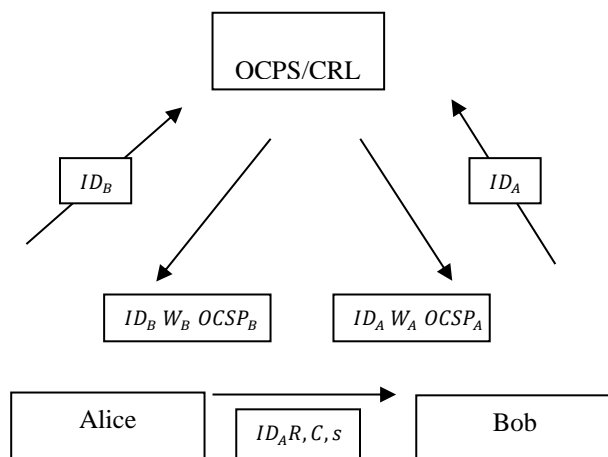 OCPS/CRL
ID_B
ID_A
ID_B W_B OCSP_B
ID_A W_A OCSP_A
Alice
Bob
ID_A R, C, s